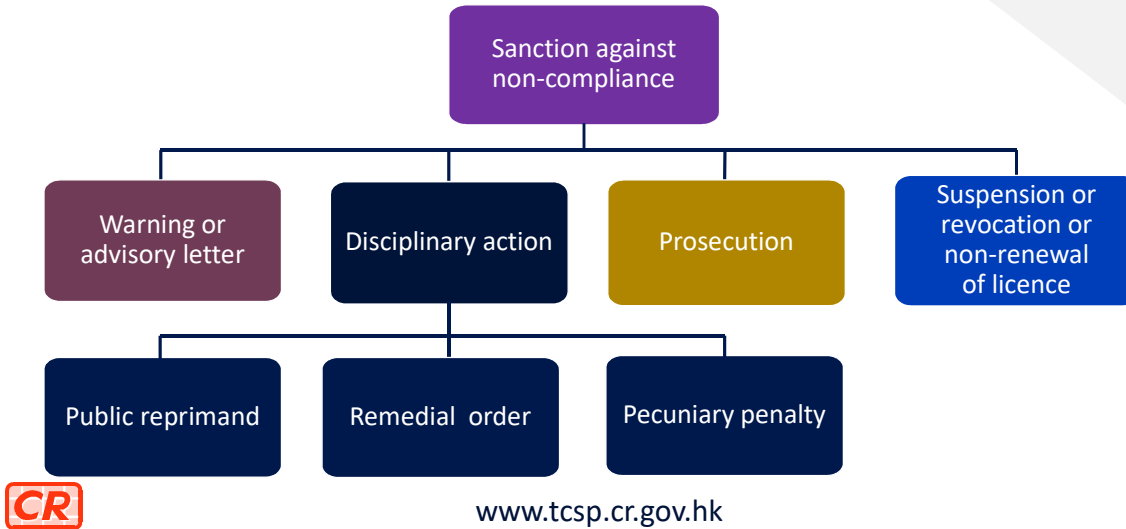 Sanction against
non-compliance
Warning or
advisory letter
Disciplinary action
Prosecution
Suspension or
revocation or
non-renewal
of licence
Public reprimand
Remedial order
Pecuniary penalty
CR
www.tcsp.cr.gov.hk